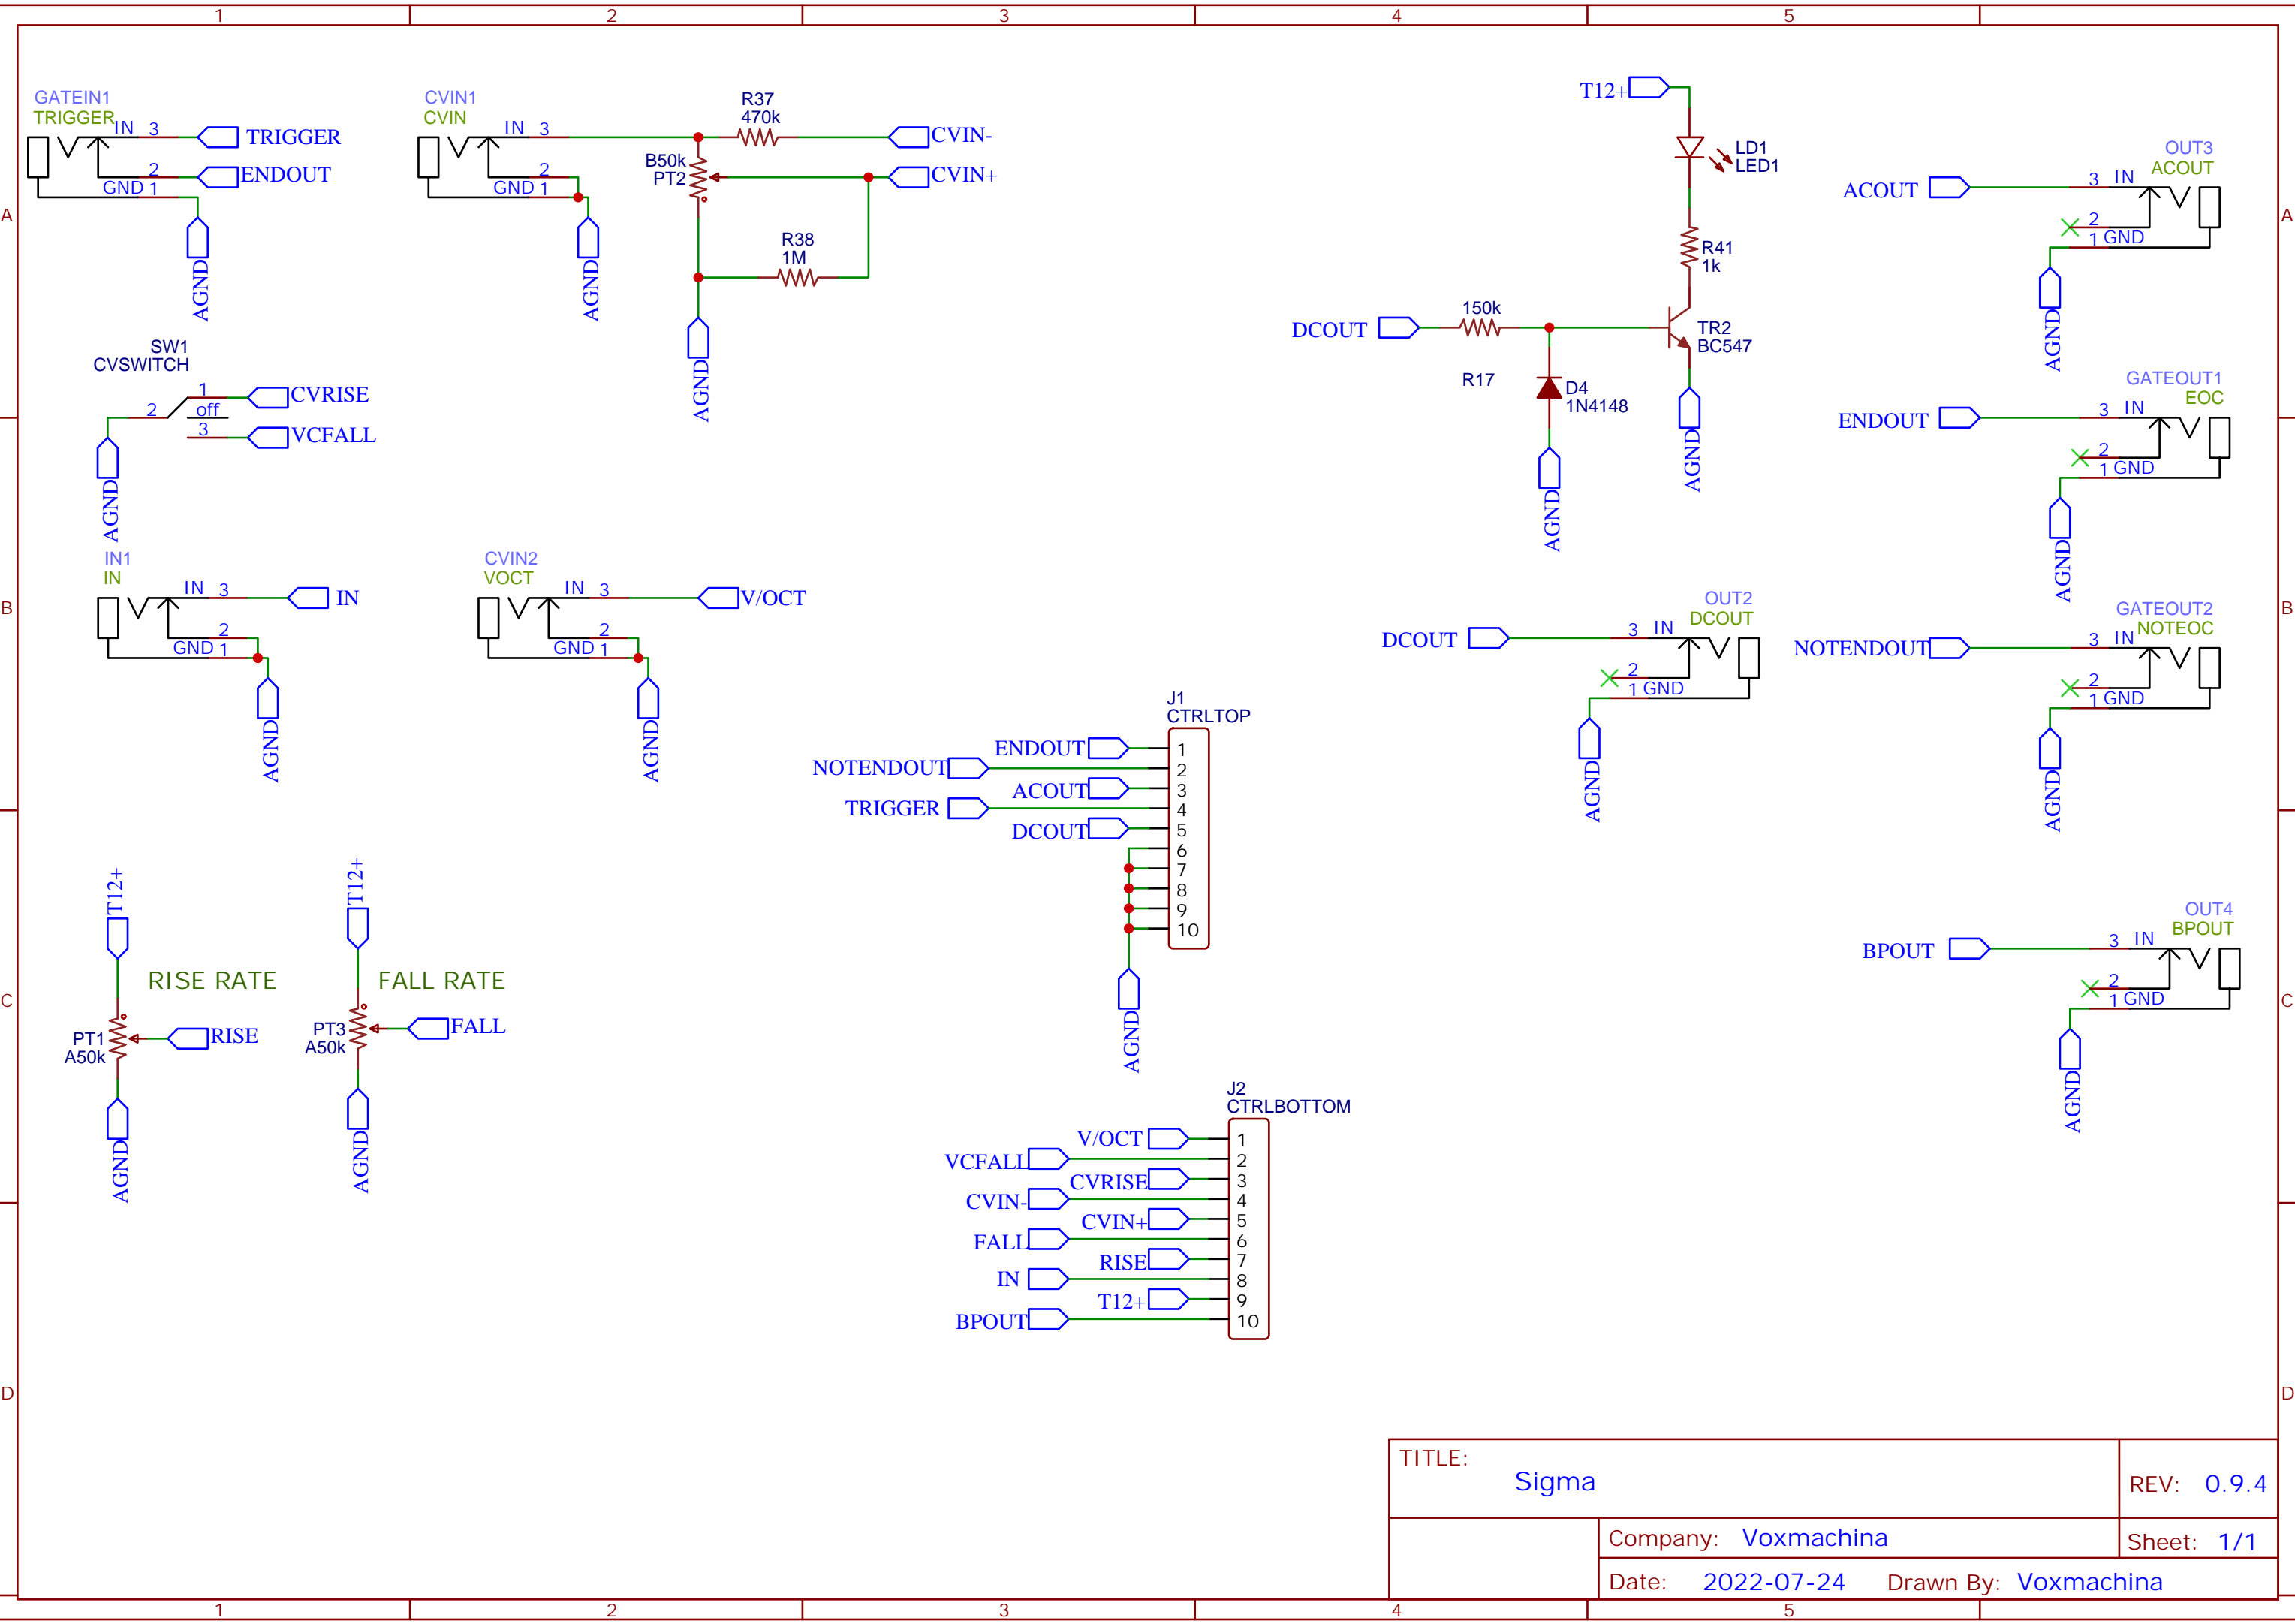 1 2 3 4 5
A A
B B
C C
D D
1 2 3 4 5
GATEIN1
TRIGGER
IN 3
2
GND 1
TRIGGER
ENDOUT
AGND
CVIN1
CVIN
IN 3
2
GND 1
AGND
R37
470k
B50k
PT2
CVIN-
CVIN+
R38
1M
AGND
T12+
LD1
LED1
R41
1k
DCOUT
150k
R17
TR2
BC547
D4
1N4148
AGND
AGND
OUT3
ACOUT
ACOUT
3 IN
2
1 GND
AGND
SW1
CVSWITCH
1
2 off
3
CVRISE
VCFALL
AGND
GATEOUT1
EOC
ENDOUT
3 IN
2
1 GND
AGND
IN1
IN
IN 3
2
GND 1
IN
AGND
CVIN2
VOCT
IN 3
2
GND 1
V/OCT
AGND
OUT2
DCOUT
DCOUT
3 IN
2
1 GND
AGND
GATEOUT2
NOTEOC
NOTENDOUT
3 IN
2
1 GND
AGND
J1
CTRLTOP
ENDOUT 1
NOTENDOUT 2
ACOUT 3
TRIGGER 4
DCOUT 5
6
7
8
9
10
AGND
T12+
RISE RATE
PT1
A50k
RISE
AGND
T12+
FALL RATE
PT3
A50k
FALL
AGND
OUT4
BPOUT
BPOUT
3 IN
2
1 GND
AGND
J2
CTRLBOTTOM
V/OCT 1
VCFALL 2
CVRISE 3
CVIN- 4
CVIN+ 5
FALL 6
RISE 7
IN 8
T12+ 9
BPOUT 10
TITLE:
Sigma
REV: 0.9.4
Company: Voxmachina
Sheet: 1/1
Date: 2022-07-24 Drawn By: Voxmachina